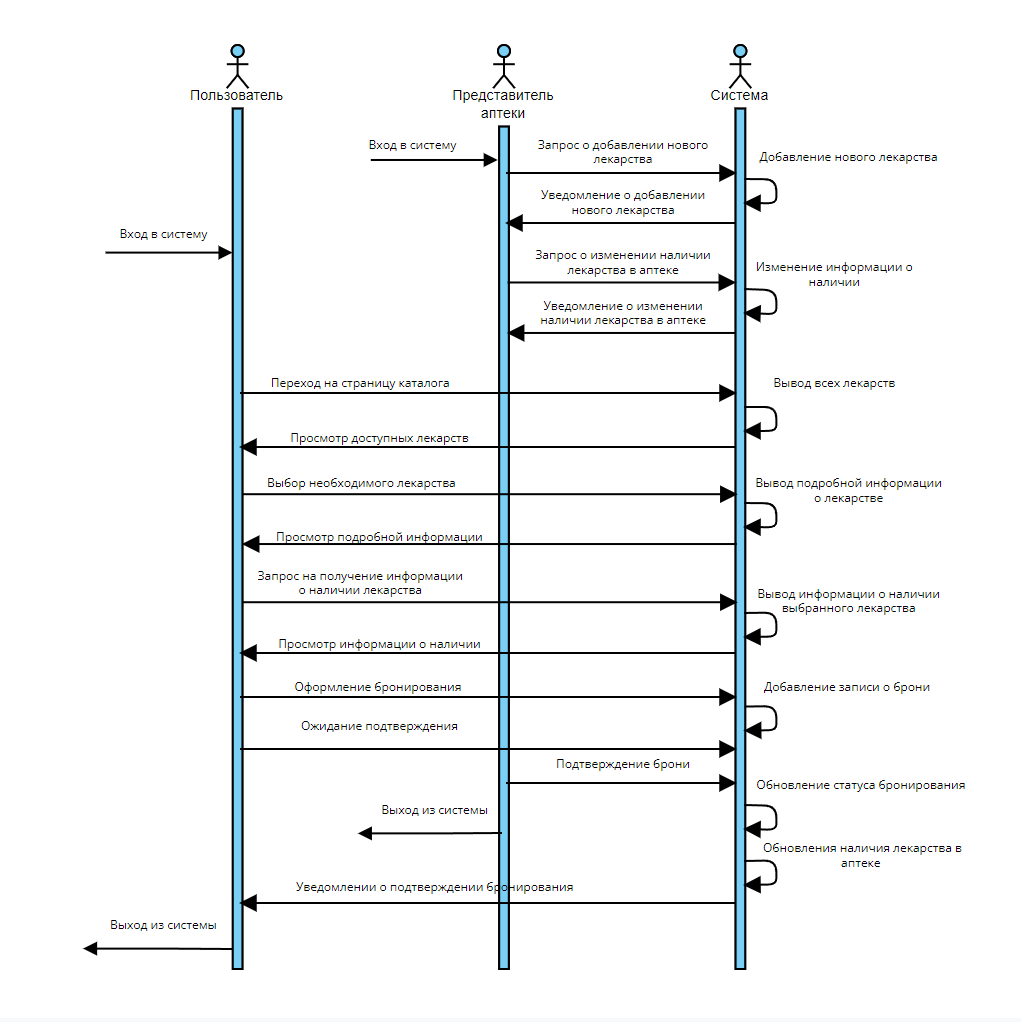 Пользователь
Представитель
аптеки
Система
Вход в систему
Запрос о добавлении нового
лекарства
Добавление нового лекарства
Уведомление о добавлении
нового лекарства
Вход в систему
Запрос о изменении наличии
лекарства в аптеке
Изменение информации о
наличии
Уведомление о изменении
наличии лекарства в аптеке
Переход на страницу каталога
Вывод всех лекарств
Просмотр доступных лекарств
Выбор необходимого лекарства
Вывод подробной информации
о лекарстве
Просмотр подробной информации
Запрос на получение информации
о наличии лекарства
Вывод информации о наличии
выбранного лекарства
Просмотр информации о наличии
Оформление бронирования
Добавление записи о брони
Ожидание подтверждения
Подтверждение брони
Обновление статуса бронирования
Выход из системы
Обновления наличия лекарства в
аптеке
Уведомлении о подтверждении бронирования
Выход из системы